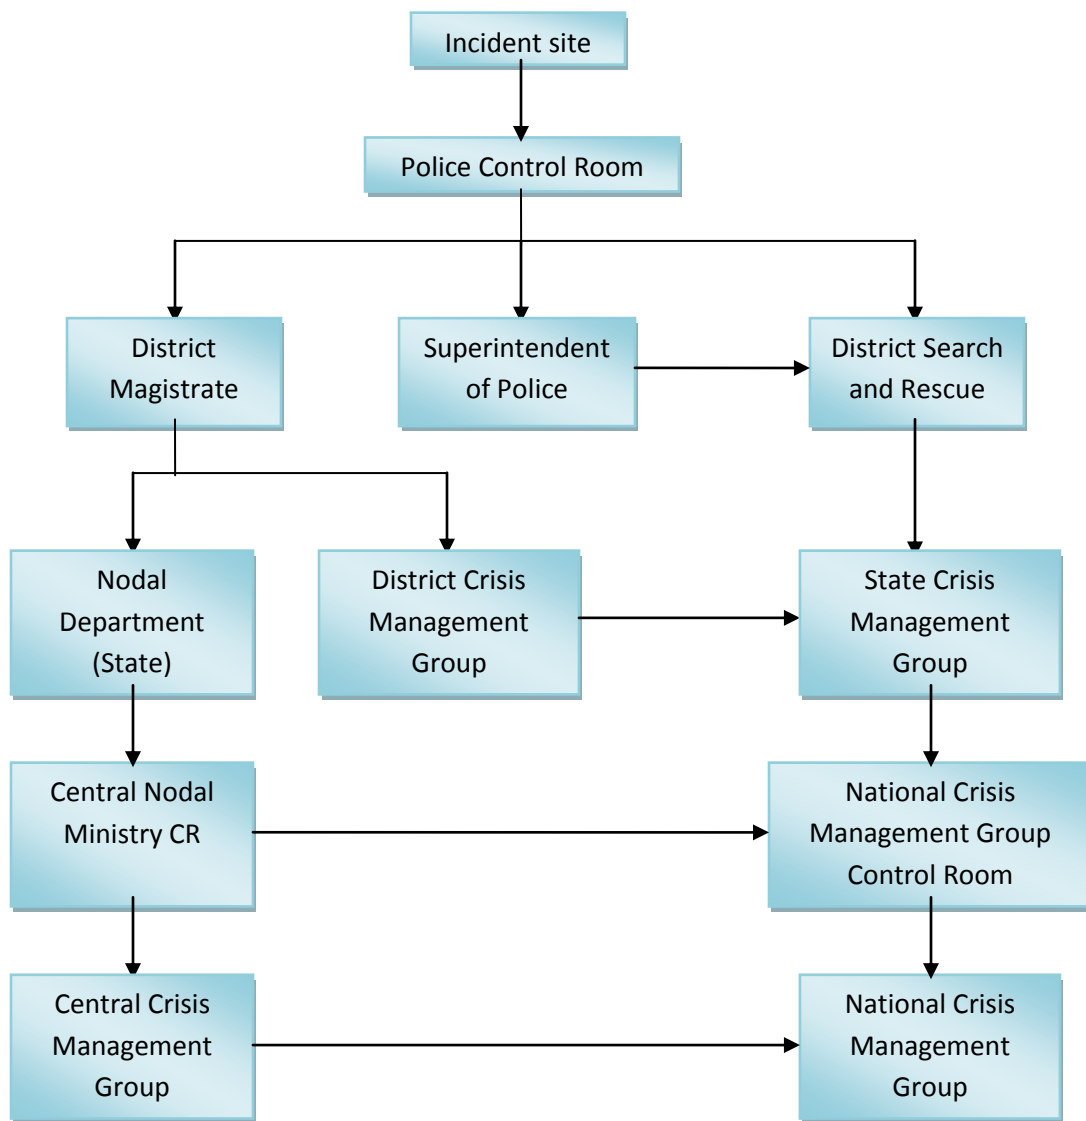 Incident site
Police Control Room
District
Magistrate
Superintendent
of Police
District Search
and Rescue
Nodal
Department
(State)
District Crisis
Management
Group
State Crisis
Management
Group
Central Nodal
Ministry CR
National Crisis
Management Group
Control Room
Central Crisis
Management
Group
National Crisis
Management
Group